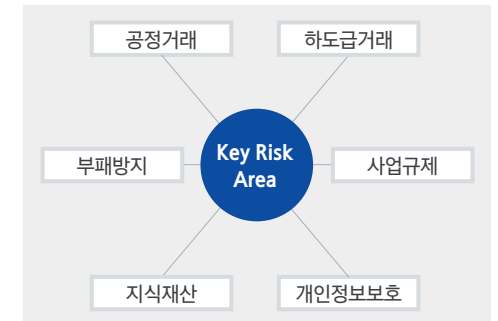 공정거래
하도급거래
부패방지
Key Risk
Area
사업규제
지식재산
개인정보보호